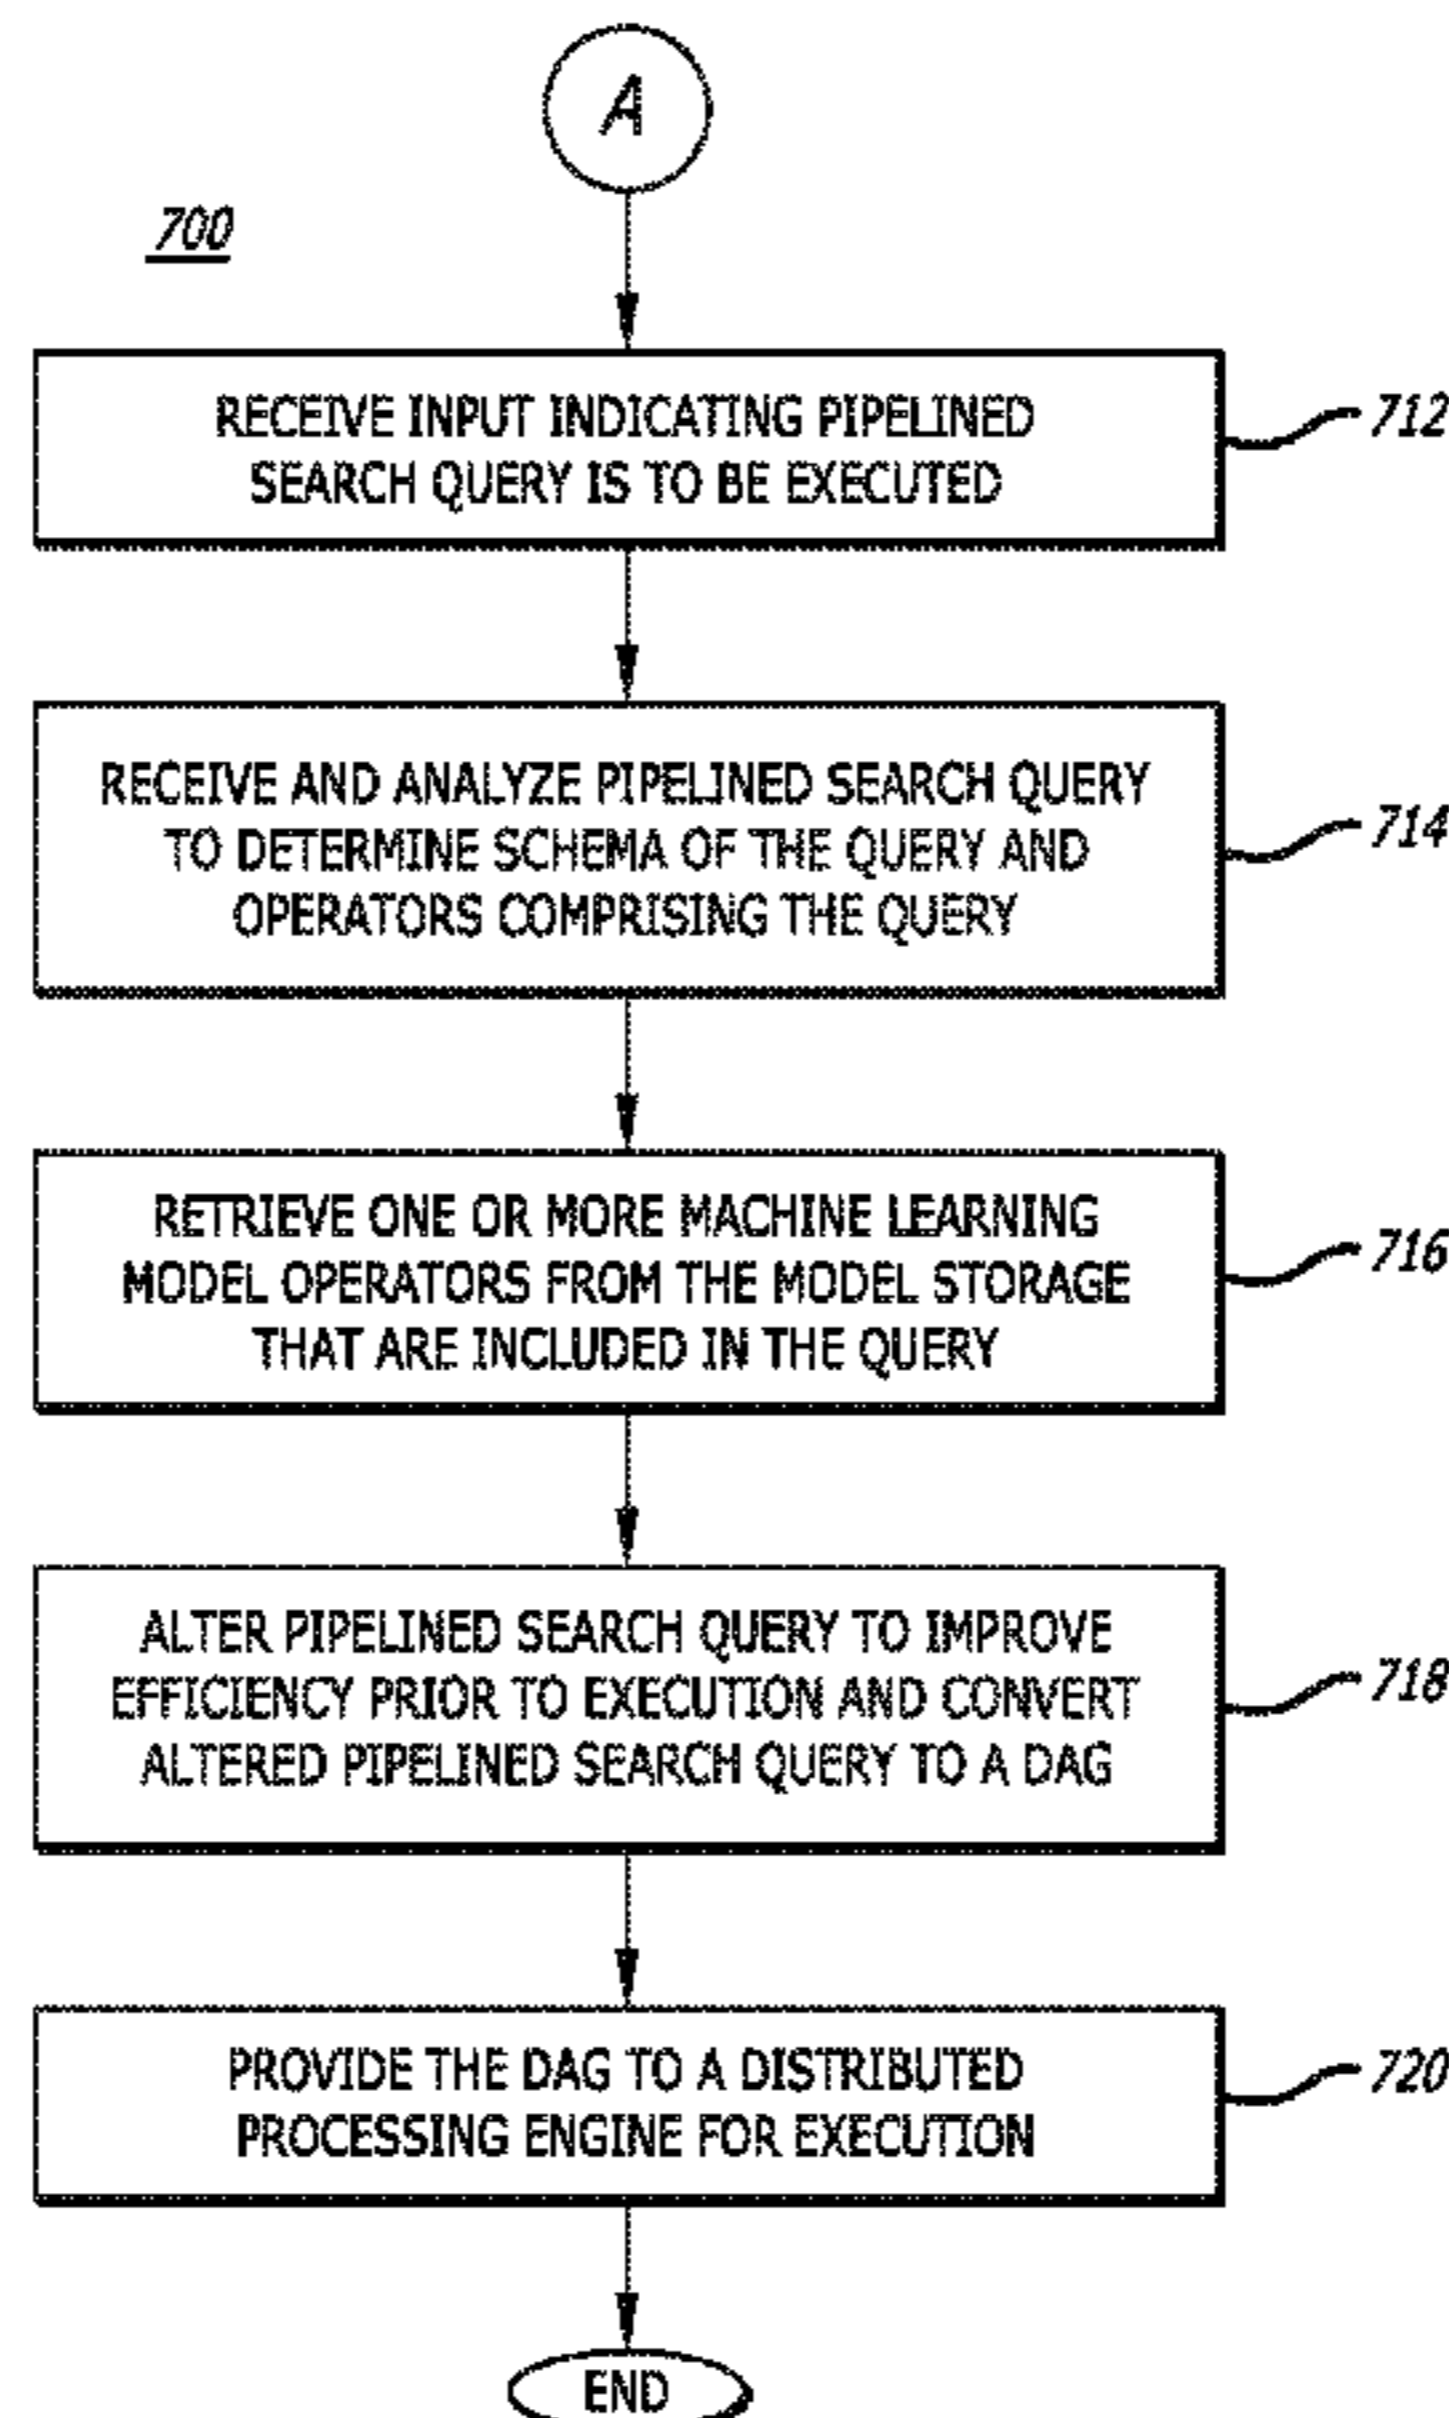 A
700
RECEIVE INPUT INDICATING PIPELINED
SEARCH QUERY IS TO BE EXECUTED
712
RECEIVE AND ANALYZE PIPELINED SEARCH QUERY
TO DETERMINE SCHEMA OF THE QUERY AND
OPERATORS COMPRISING THE QUERY
714
RETRIEVE ONE OR MORE MACHINE LEARNING
MODEL OPERATORS FROM THE MODEL STORAGE
THAT ARE INCLUDED IN THE QUERY
716
ALTER PIPELINED SEARCH QUERY TO IMPROVE
EFFICIENCY PRIOR TO EXECUTION AND CONVERT
ALTERED PIPELINED SEARCH QUERY TO A DAG
718
PROVIDE THE DAG TO A DISTRIBUTED
PROCESSING ENGINE FOR EXECUTION
720
END